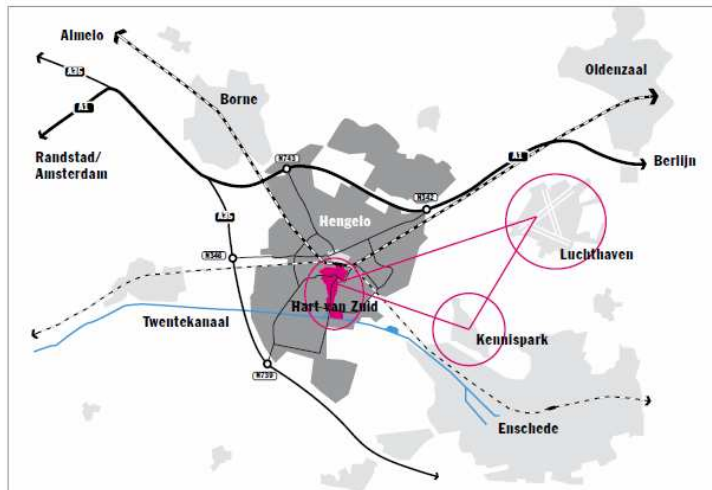 Almelo
Oldenzaal
A35
Borne
A1
Randstad/
Amsterdam
N743
A1
Berlijn
N342
A35
Hengelo
N346
Luchthaven
Hart van Zuid
Twentekanaal
Kennispark
N739
Enschede